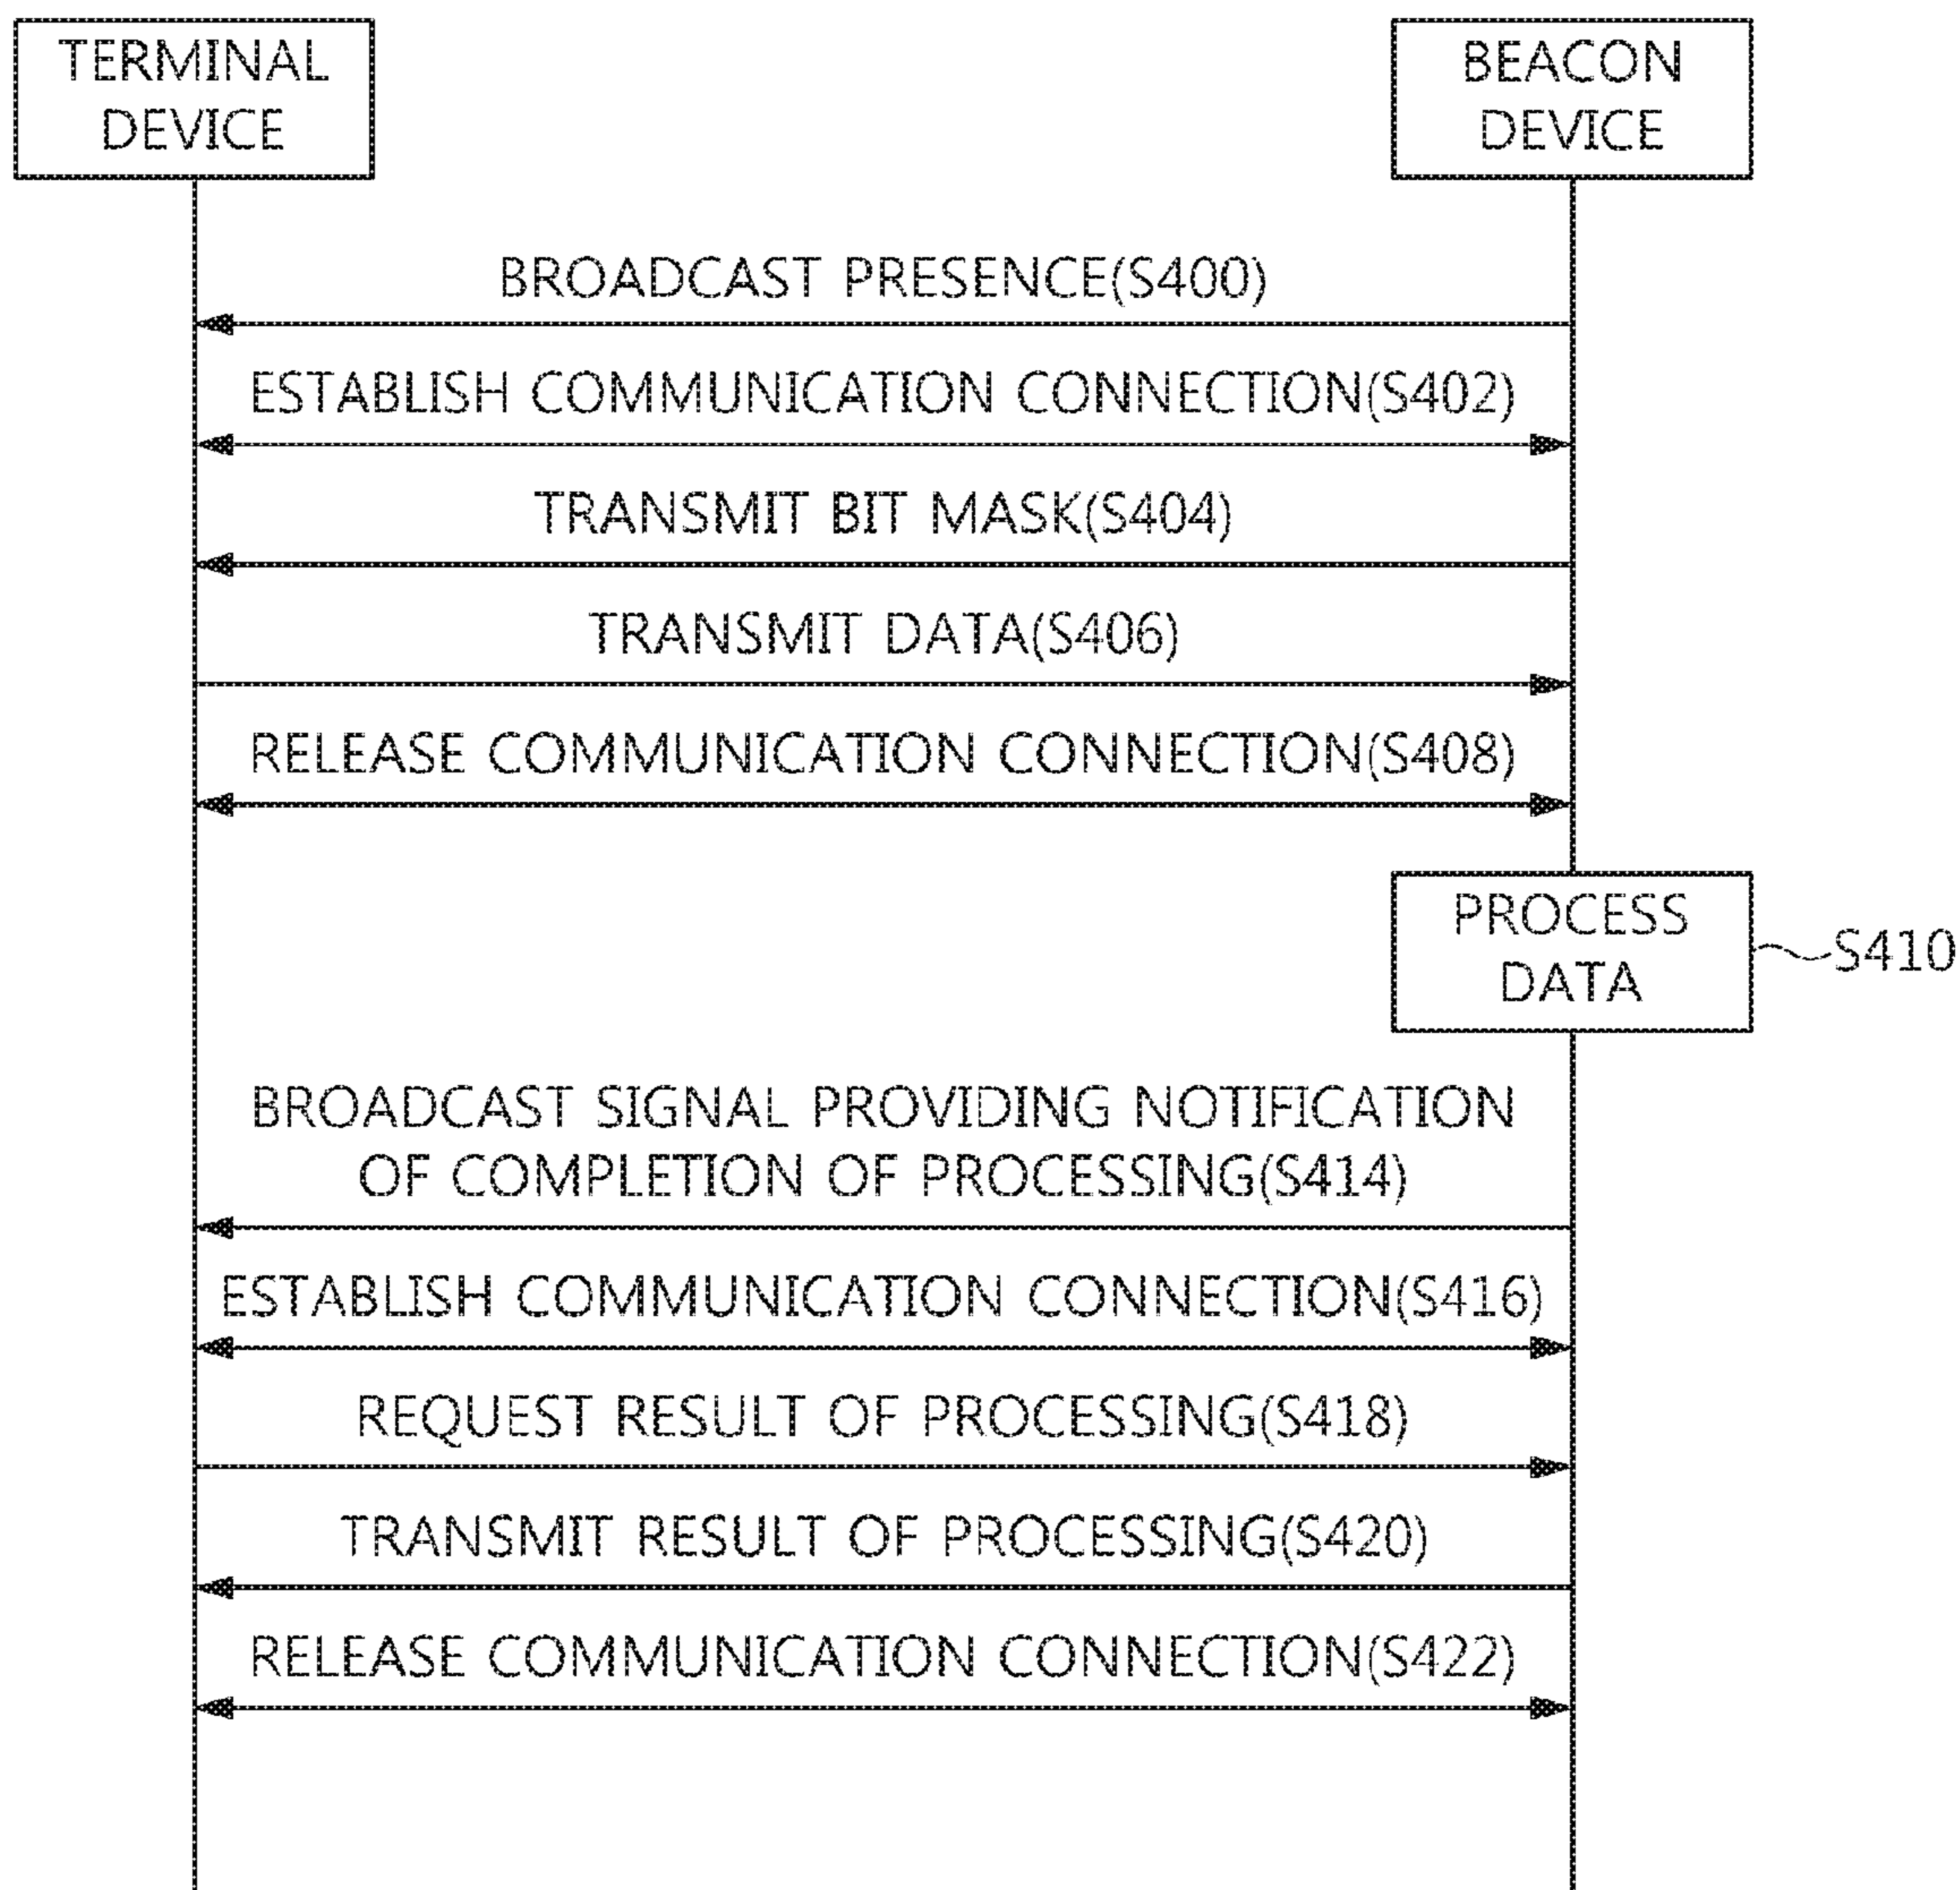 TERMINAL
DEVICE
BEACON
DEVICE
BROADCAST PRESENCE(S400)
ESTABLISH COMMUNICATION CONNECTION(S402)
TRANSMIT BIT MASK(S404)
TRANSMIT DATA(S406)
RELEASE COMMUNICATION CONNECTION(S408)
PROCESS
DATA
S410
BROADCAST SIGNAL PROVIDING NOTIFICATION
OF COMPLETION OF PROCESSING(S414)
ESTABLISH COMMUNICATION CONNECTION(S416)
REQUEST RESULT OF PROCESSING(S418)
TRANSMIT RESULT OF PROCESSING(S420)
RELEASE COMMUNICATION CONNECTION(S422)